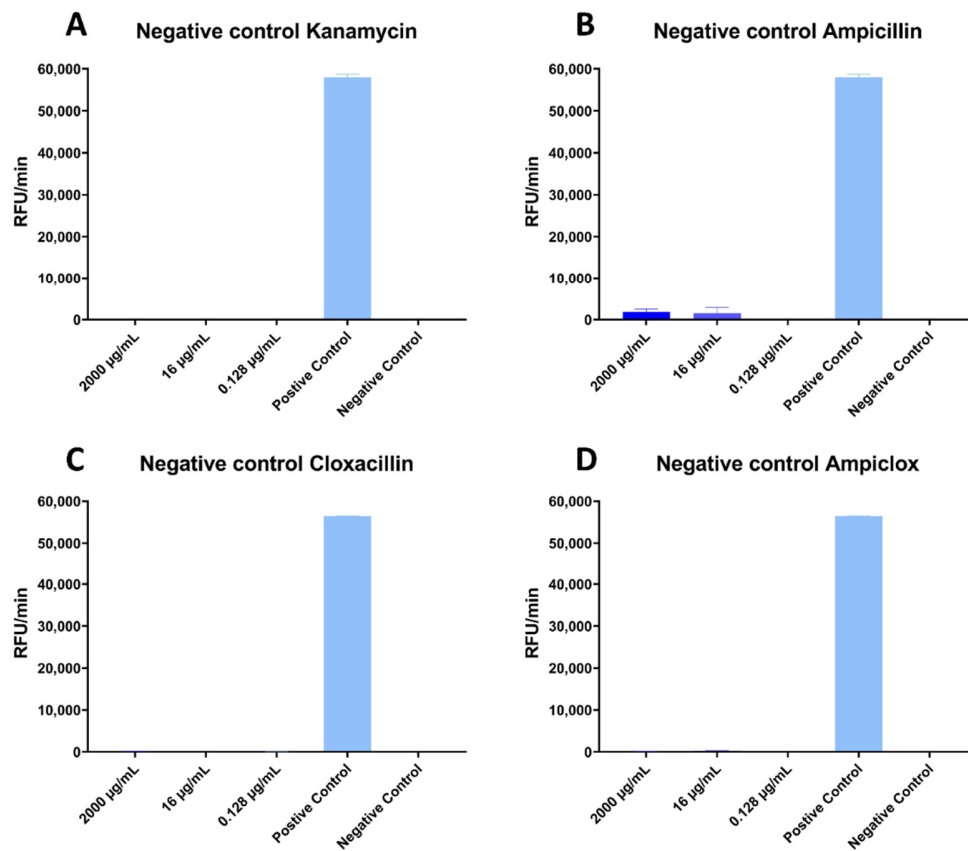 A Negative control Kanamycin
60,000
50,000
40,000
30,000
20,000
10,000
0
RFU/min
2000 µg/mL
16 µg/mL
0.128 µg/mL
Postive Control
Negative Control
B Negative control Ampicillin
60,000
50,000
40,000
30,000
20,000
10,000
0
RFU/min
2000 µg/mL
16 µg/mL
0.128 µg/mL
Postive Control
Negative Control
C Negative control Cloxacillin
60,000
50,000
40,000
30,000
20,000
10,000
0
RFU/min
2000 µg/mL
16 µg/mL
0.128 µg/mL
Postive Control
Negative Control
D Negative control Ampiclox
60,000
50,000
40,000
30,000
20,000
10,000
0
RFU/min
2000 µg/mL
16 µg/mL
0.128 µg/mL
Postive Control
Negative Control